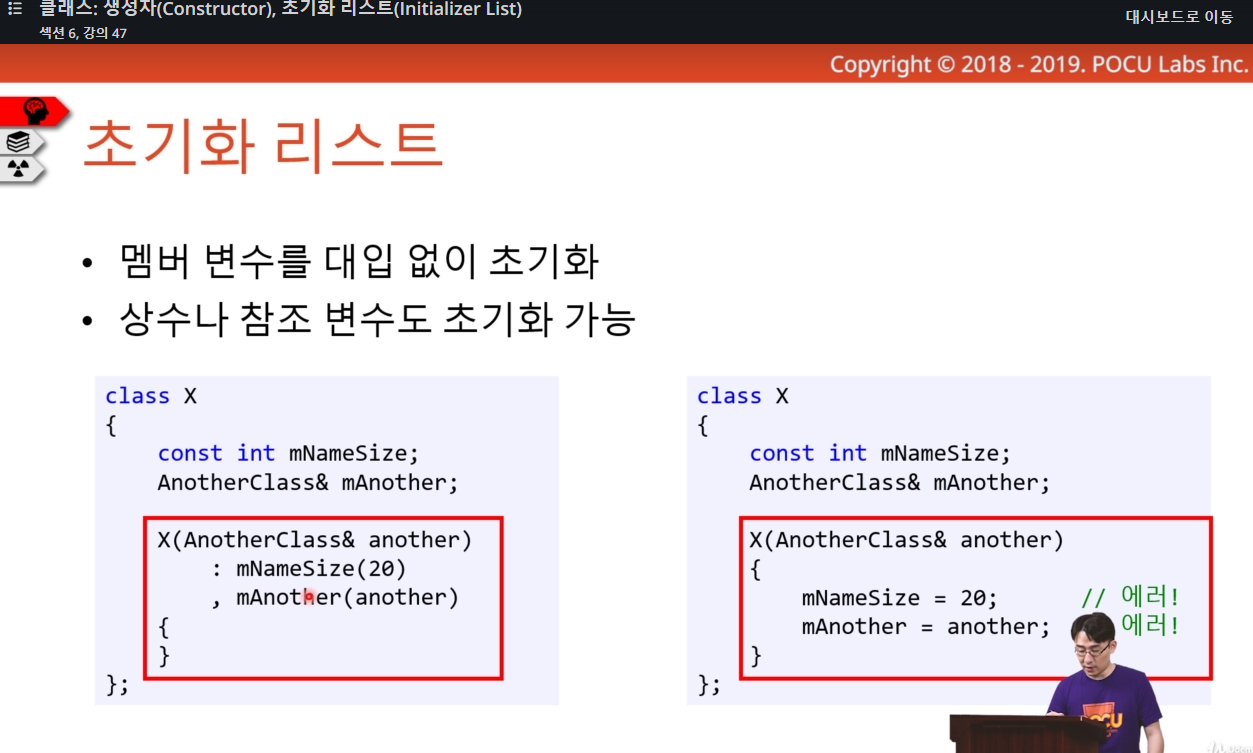 클래스: 생성자(Constructor), 초기화 리스트(Initializer List)
섹션 6, 강의 47
대시보드로 이동
Copyright © 2018 - 2019. POCU Labs Inc.
초기화 리스트
• 멤버 변수를 대입 없이 초기화
• 상수나 참조 변수도 초기화 가능
class X
{
const int mNameSize;
AnotherClass& mAnother;
X(AnotherClass& another)
: mNameSize(20)
, mAnother(another)
{
}
};
class X
{
const int mNameSize;
AnotherClass& mAnother;
X(AnotherClass& another)
{
mNameSize = 20; // 에러!
mAnother = another; 에러!
}
};
POCU
Udemy